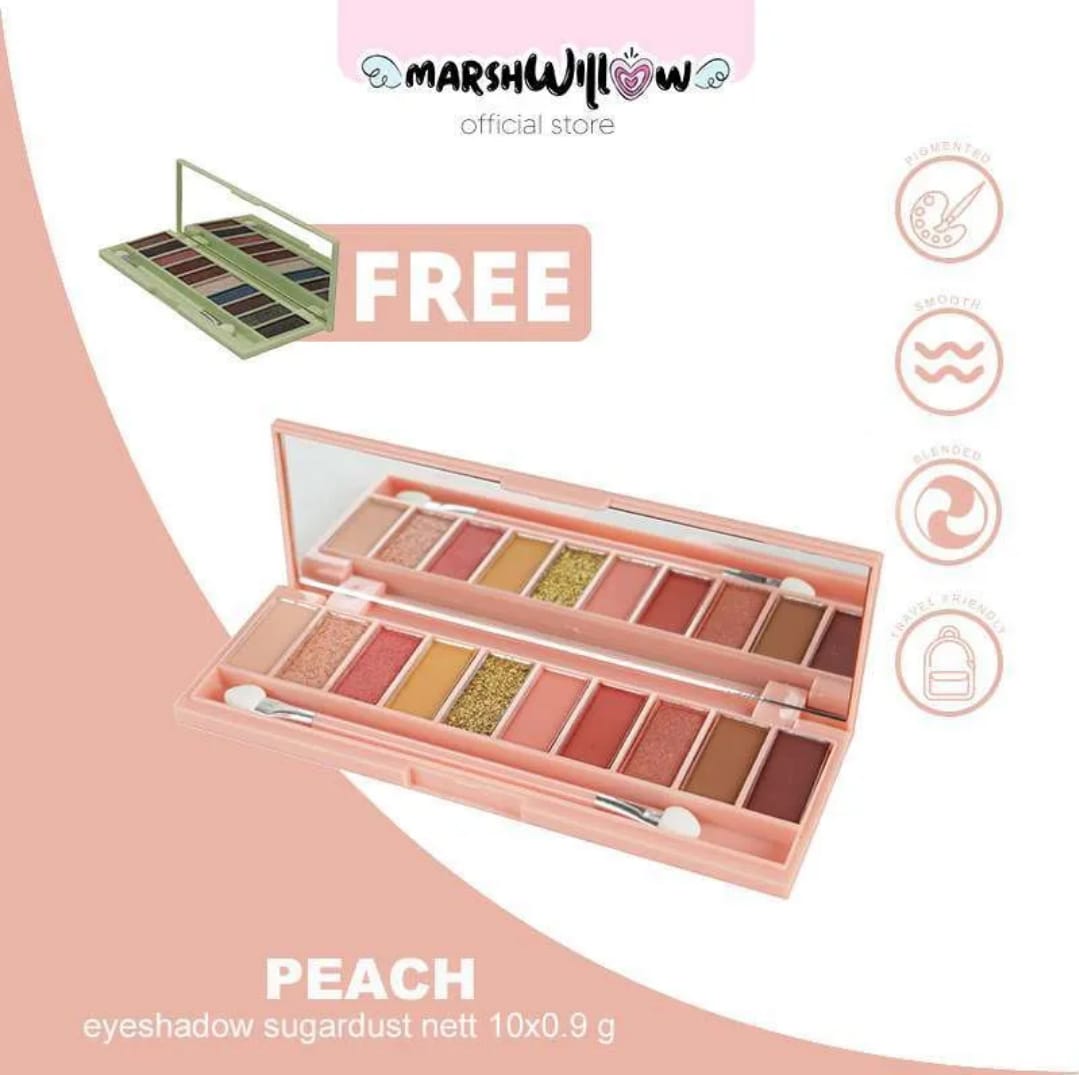 MARSHWillOW
official store
FREE
PIGMENTED
SMOOTH
BLENDED
TRAVEL FRIENDLY
PEACH
eyeshadow sugardust nett 10x0.9 g